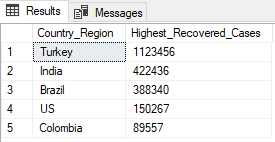 Results Messages
Country_Region Highest_Recovered_Cases
1 Turkey 1123456
2 India 422436
3 Brazil 388340
4 US 150267
5 Colombia 89557